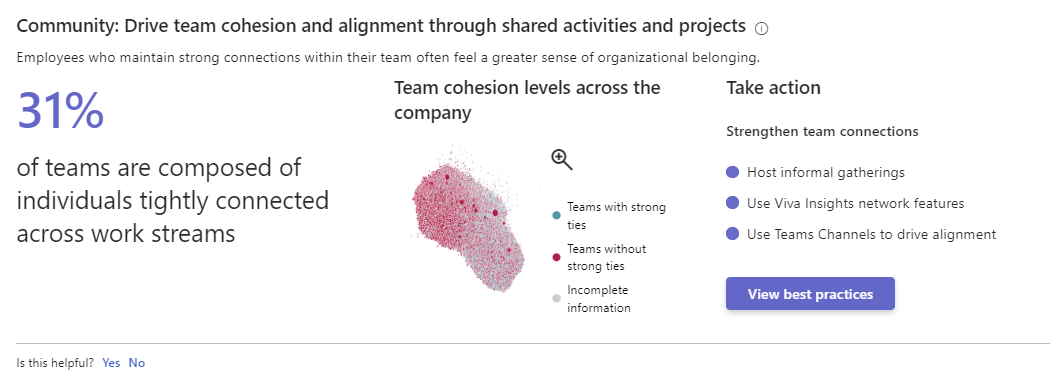 Community: Drive team cohesion and alignment through shared activities and projects
Employees who maintain strong connections within their team often feel a greater sense of organizational belonging.
31%
of teams are composed of
individuals tightly connected
across work streams
Team cohesion levels across the
company
Teams with strong
ties
Teams without
strong ties
Incomplete
information
Take action
Strengthen team connections
Host informal gatherings
Use Viva Insights network features
Use Teams Channels to drive alignment
View best practices
Is this helpful? Yes No